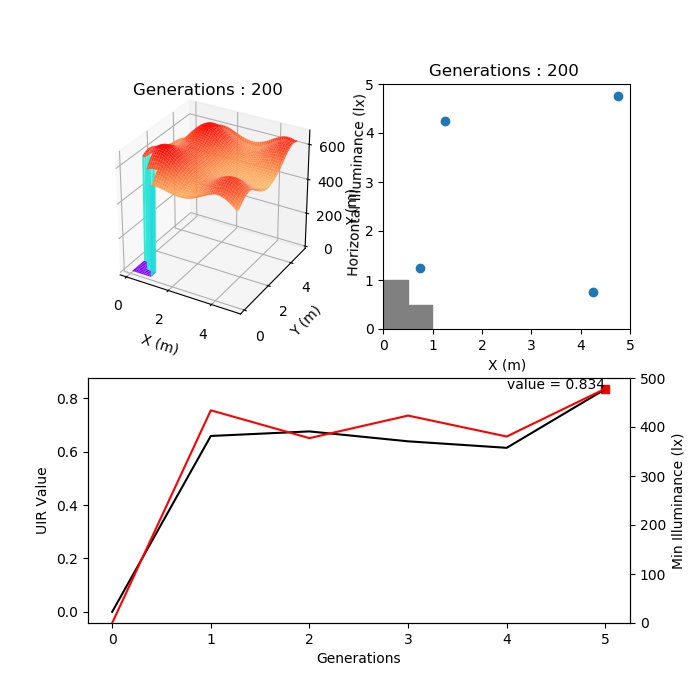 Generations : 200
600
400
200
0
0
2
4
X (m)
0
2
4
Y (m)
Horizontal Illuminance (lx)
Generations : 200
Y (m)
5
4
3
2
1
0
0 1 2 3 4 5
X (m)
value = 0.834
UIR Value
0.8
0.6
0.4
0.2
0.0
500
400
300
200
100
0
Min Illuminance (lx)
0 1 2 3 4 5
Generations